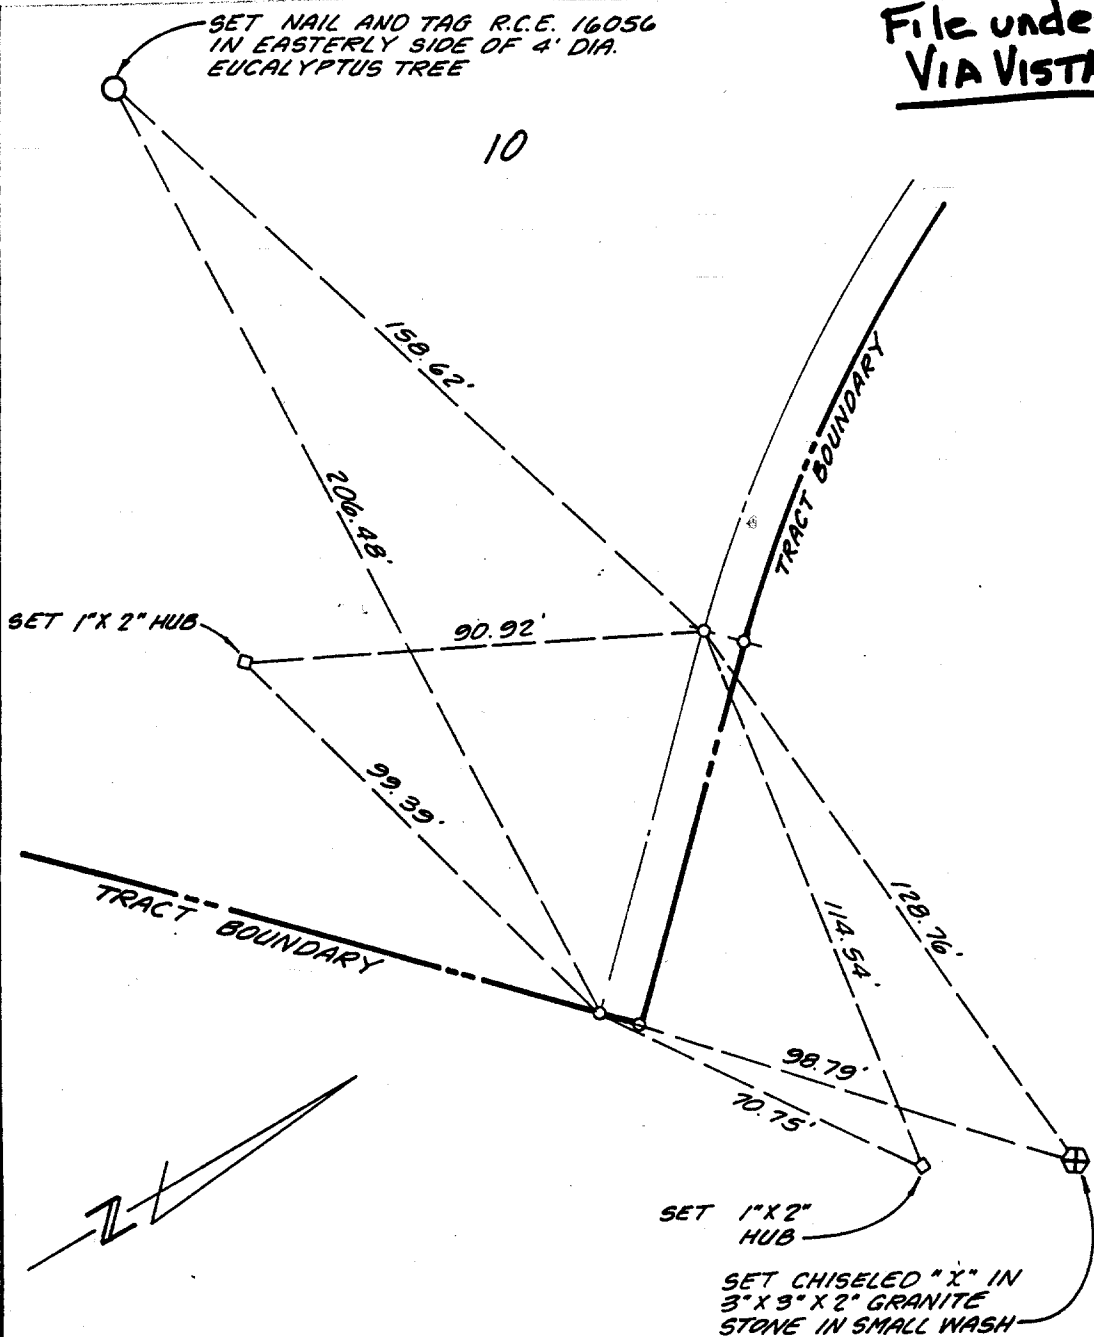 SET NAIL AND TAG R.C.E. 16056
IN EASTERLY SIDE OF 4' DIA.
EUCALYPTUS TREE
File unde
VIA VISTA
10
158.62'
TRACT BOUNDARY
206.48'
SET 1"X 2" HUB
90.92'
99.39'
TRACT BOUNDARY
128.76'
114.54'
98.79'
70.75'
N
SET 1"X 2"
HUB
SET CHISELED "X" IN
3"X 3"X 2" GRANITE
STONE IN SMALL WASH